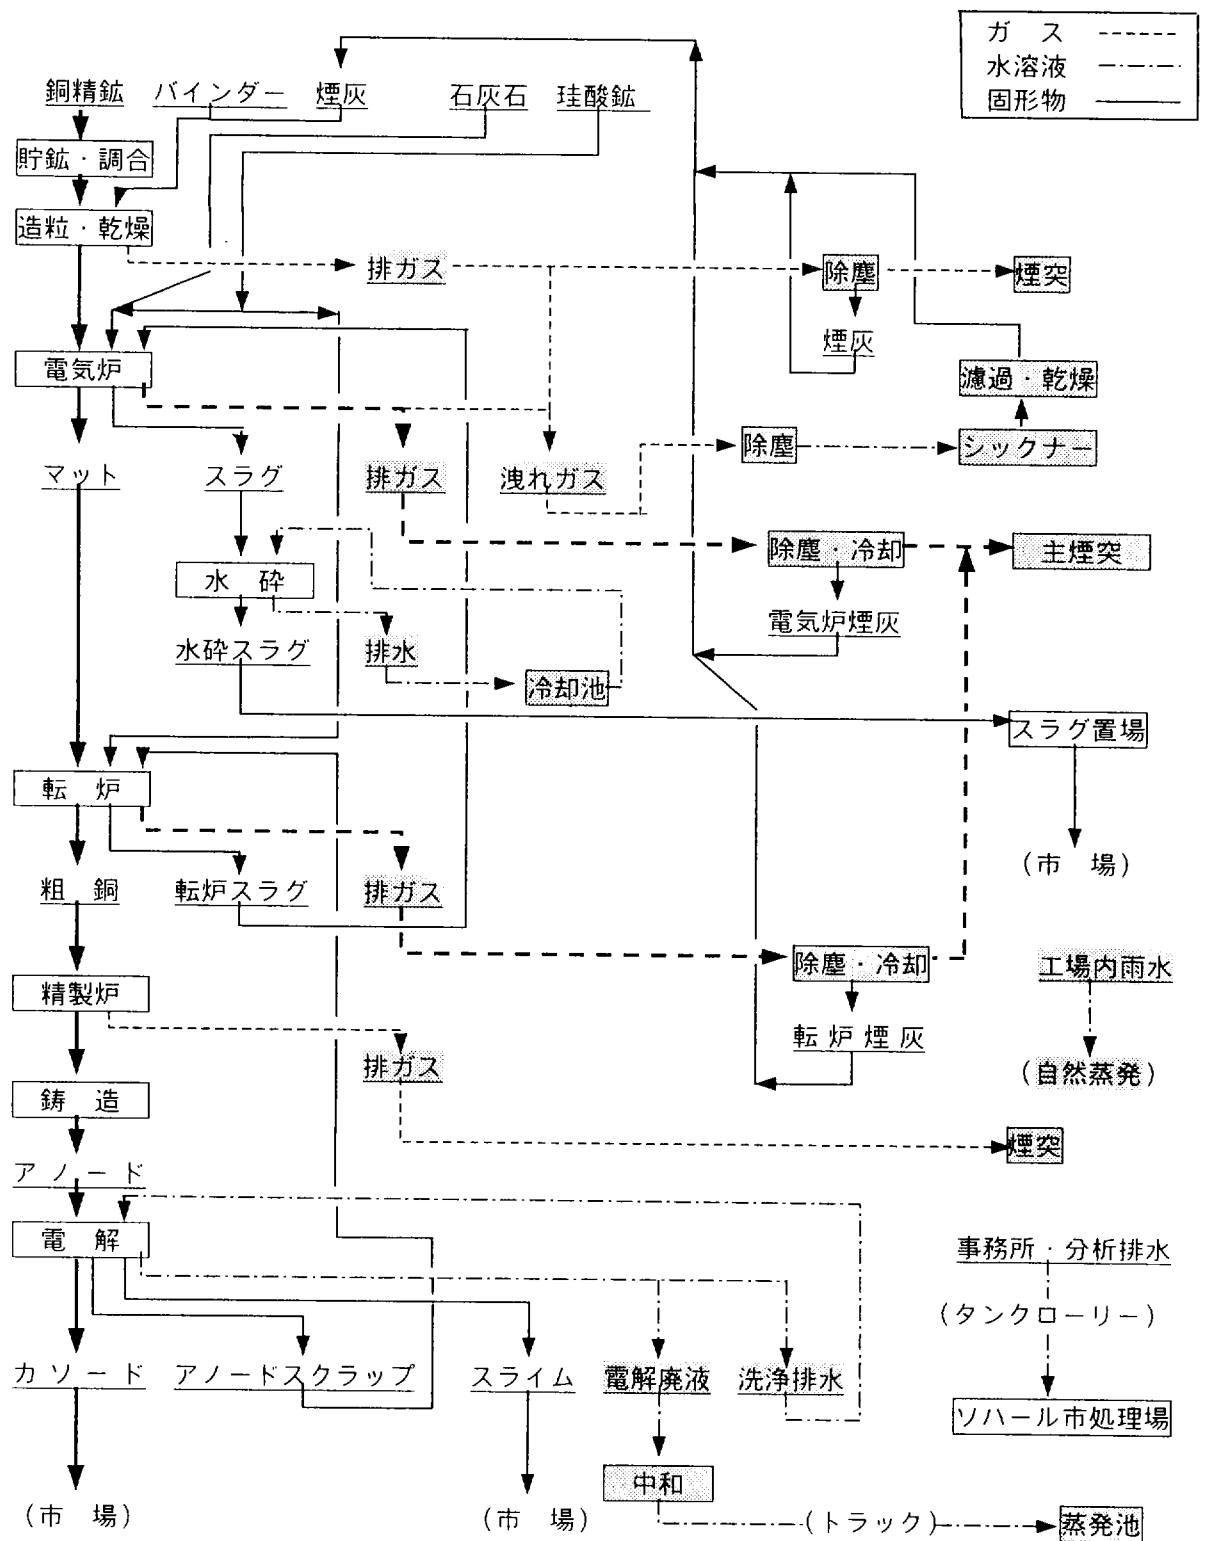 ガス
水溶液
固形物
銅精鉱 バインダー 煙灰 石灰石 珪酸鉱
貯鉱・調合
造粒・乾燥
排ガス 除塵 煙突
煙灰
電気炉 濾過・乾燥
除塵 シックナー
マット スラグ 排ガス 洩れガス
除塵・冷却 主煙突
水砕
電気炉煙灰
水砕スラグ 排水
冷却池
スラグ置場
転炉
(市場)
粗銅 転炉スラグ 排ガス
除塵・冷却 工場内雨水
精製炉
転炉煙灰
排ガス (自然蒸発)
鋳造
煙突
アノード
電解 事務所・分析排水
(タンクローリー)
カソード アノードスクラップ スライム 電解廃液 洗浄排水
ソハール市処理場
中和
(市場) (市場) (トラック) 蒸発池